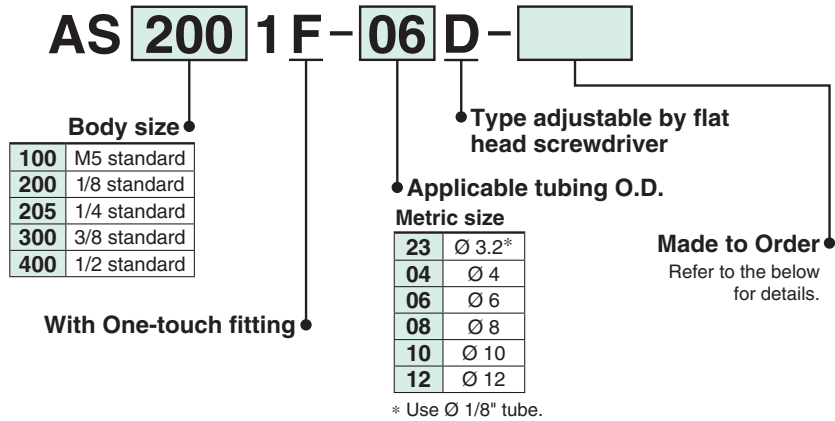 AS 200 1 F - 06 D -
Body size
100 M5 standard
200 1/8 standard
205 1/4 standard
300 3/8 standard
400 1/2 standard
With One-touch fitting
Type adjustable by flat
head screwdriver
Applicable tubing O.D.
Metric size
23 Ø 3.2*
04 Ø 4
06 Ø 6
08 Ø 8
10 Ø 10
12 Ø 12
* Use Ø 1/8" tube.
Made to Order
Refer to the below
for details.